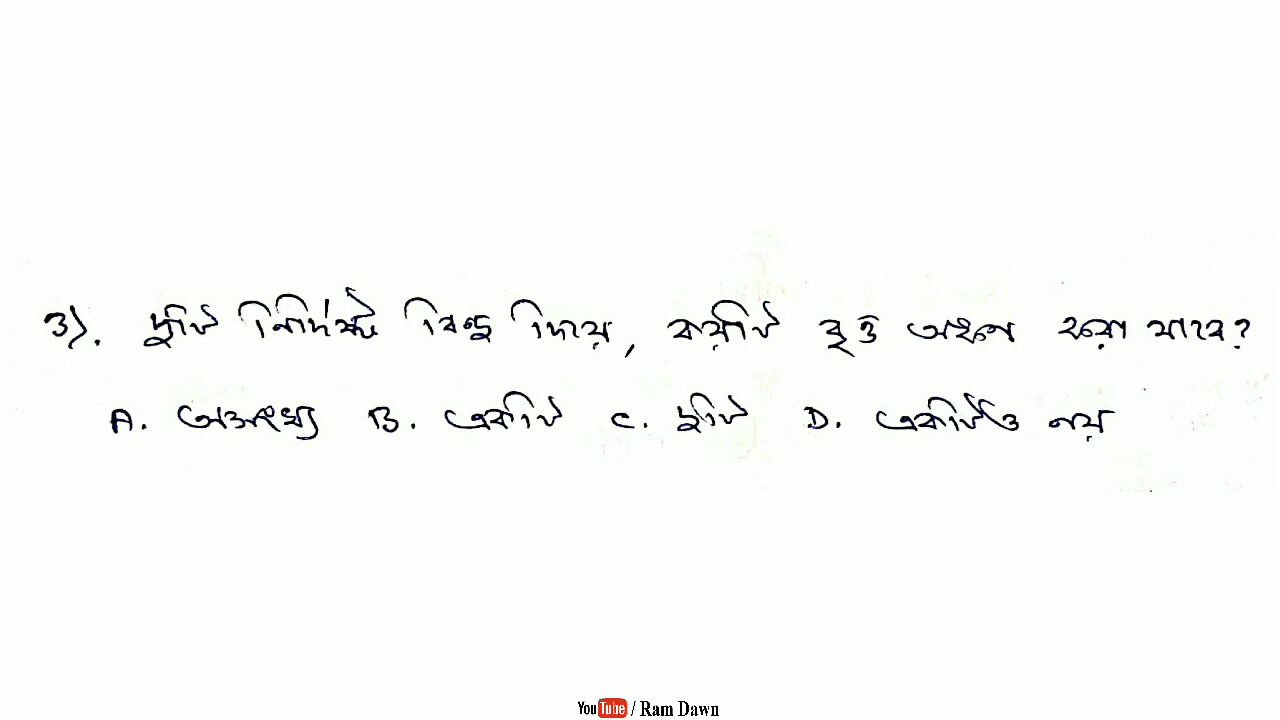 3). দুটি নির্দিষ্ট বিন্দু দিয়ে, কয়টি বৃত্ত অঙ্কন করা যাবে?
A. অসংখ্য B. একটি C. দুটি D. একটিও নয়
YouTube / Ram Dawn